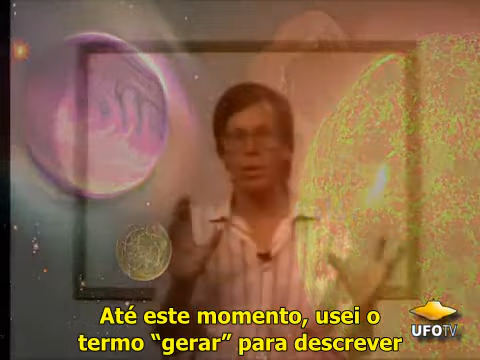 Até este momento, usei o
termo “gerar” para descrever
UFOTV